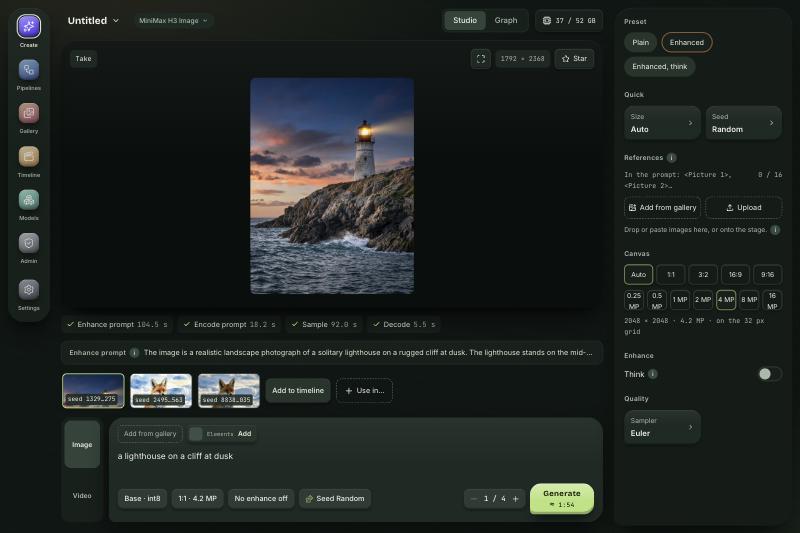 Untitled
MiniMax H3 Image
Studio
Graph
37 / 52 GB
Create
Pipelines
Gallery
Timeline
Models
Admin
Settings
Take
1792 × 2368
Star
Enhance prompt 104.5 s
Encode prompt 18.2 s
Sample 92.0 s
Decode 5.5 s
Enhance prompt
The image is a realistic landscape photograph of a solitary lighthouse on a rugged cliff at dusk. The lighthouse stands on the mid-...
seed 1329…275
seed 2495…563
seed 8838…035
Add to timeline
+ Use in...
Image
Video
Add from gallery
Elements Add
a lighthouse on a cliff at dusk
Base · int8
1:1 · 4.2 MP
No enhance off
Seed Random
− 1 / 4 +
Generate
≈ 1:54
Preset
Plain
Enhanced
Enhanced, think
Quick
Size
Auto
Seed
Random
References
In the prompt: <Picture 1>,
<Picture 2>…
0 / 16
Add from gallery
Upload
Drop or paste images here, or onto the stage.
Canvas
Auto
1:1
3:2
16:9
9:16
0.25 MP
0.5 MP
1 MP
2 MP
4 MP
8 MP
16 MP
2048 × 2048 · 4.2 MP · on the 32 px
grid
Enhance
Think
Quality
Sampler
Euler